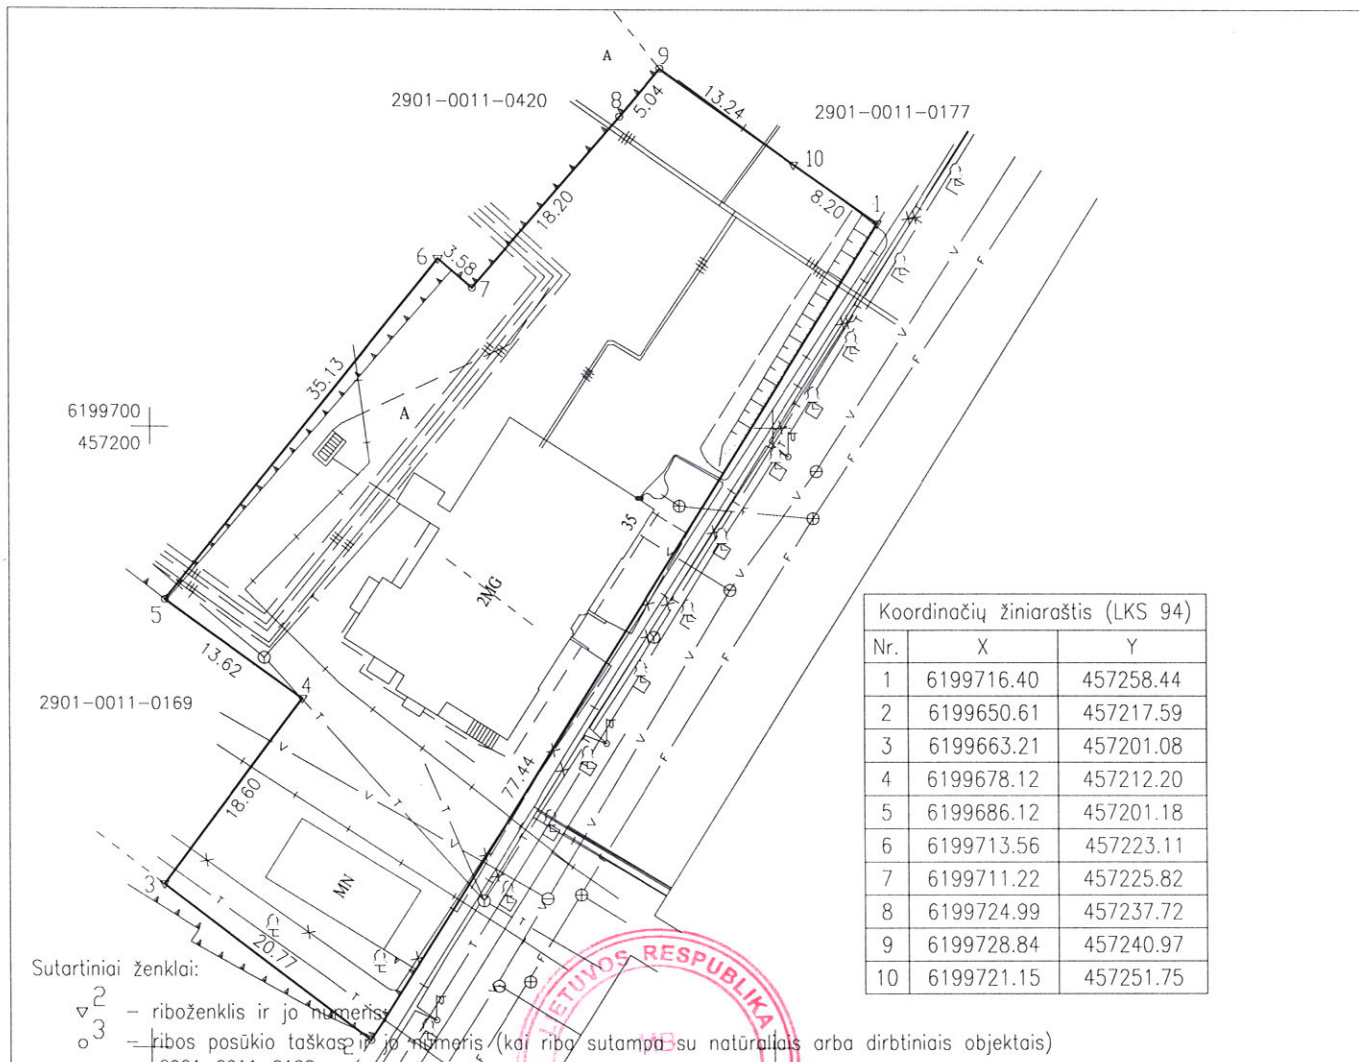 A
9
2901-0011-0420
8
5.04
13.24
2901-0011-0177
10
8.20
1
18.20
6
3.58
7
35.13
A
6199700
457200
35
2MG
5
13.62
4
2901-0011-0169
77.44
18.60
MN
3
20.77
2
Koordinačių žiniaraštis (LKS 94)
Nr. X Y
1 6199716.40 457258.44
2 6199650.61 457217.59
3 6199663.21 457201.08
4 6199678.12 457212.20
5 6199686.12 457201.18
6 6199713.56 457223.11
7 6199711.22 457225.82
8 6199724.99 457237.72
9 6199728.84 457240.97
10 6199721.15 457251.75
LIETUVOS RESPUBLIKA
Sutartiniai ženklai:
2 - riboženklis ir jo numeris
3 - ribos posūkio taškas ir jo numeris (kai riba sutampa su natūraliais arba dirbtiniais objektais)